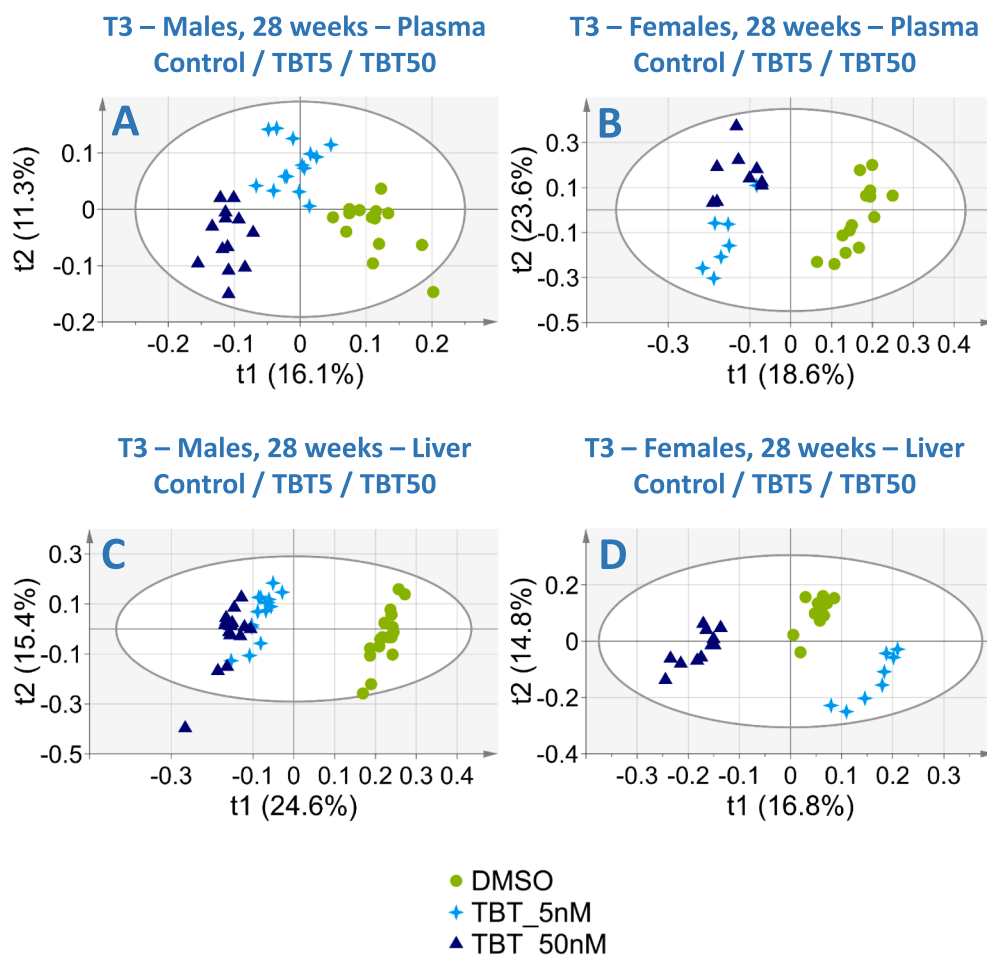 T3 – Males, 28 weeks – Plasma
Control / TBT5 / TBT50
A
0.1
0
-0.1
-0.2
t2 (11.3%)
-0.2 -0.1 0 0.1 0.2
t1 (16.1%)
T3 – Females, 28 weeks – Plasma
Control / TBT5 / TBT50
B
0.3
0.1
-0.1
-0.3
-0.5
t2 (23.6%)
-0.3 -0.1 0 0.1 0.2 0.3 0.4
t1 (18.6%)
T3 – Males, 28 weeks – Liver
Control / TBT5 / TBT50
C
0.3
0.1
-0.1
-0.3
-0.5
t2 (15.4%)
-0.3 -0.1 0 0.1 0.2 0.3 0.4
t1 (24.6%)
T3 – Females, 28 weeks – Liver
Control / TBT5 / TBT50
D
0.2
0
-0.2
-0.4
t2 (14.8%)
-0.3 -0.2 -0.1 0 0.1 0.2 0.3
t1 (16.8%)
DMSO
TBT_5nM
TBT_50nM